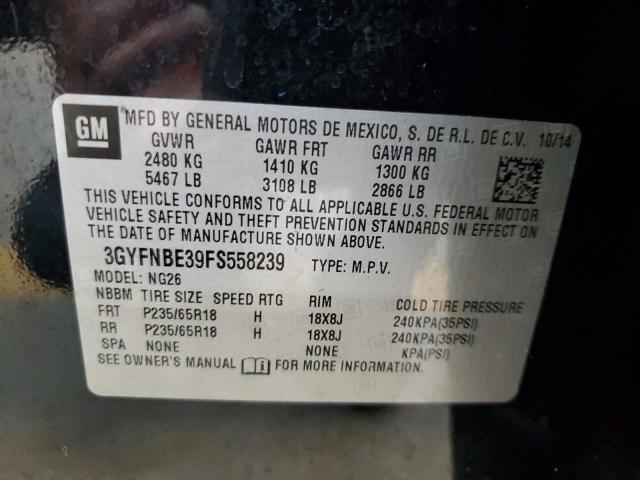 GM
MFD BY GENERAL MOTORS DE MEXICO, S. DE R.L. DE C.V. 10/14
GVWR GAWR FRT GAWR RR
2480 KG 1410 KG 1300 KG
5467 LB 3108 LB 2866 LB
THIS VEHICLE CONFORMS TO ALL APPLICABLE U.S. FEDERAL MOTOR
VEHICLE SAFETY AND THEFT PREVENTION STANDARDS IN EFFECT ON
THE DATE OF MANUFACTURE SHOWN ABOVE.
3GYFNBE39FS558239 TYPE: M.P.V.
MODEL: NG26
NBBM TIRE SIZE SPEED RTG RIM COLD TIRE PRESSURE
FRT P235/65R18 H 18X8J 240KPA(35PSI)
RR P235/65R18 H 18X8J 240KPA(35PSI)
SPA NONE NONE KPA(PSI)
SEE OWNER'S MANUAL FOR MORE INFORMATION.